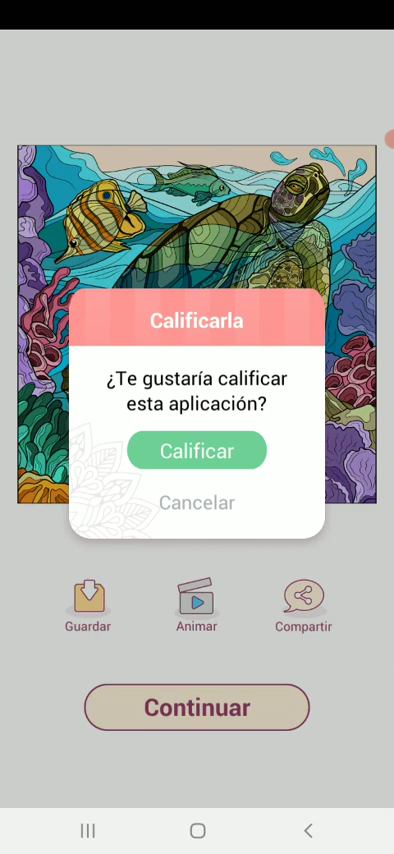 Calificarla
¿Te gustaría calificar
esta aplicación?
Calificar
Cancelar
Guardar
Animar
Compartir
Continuar